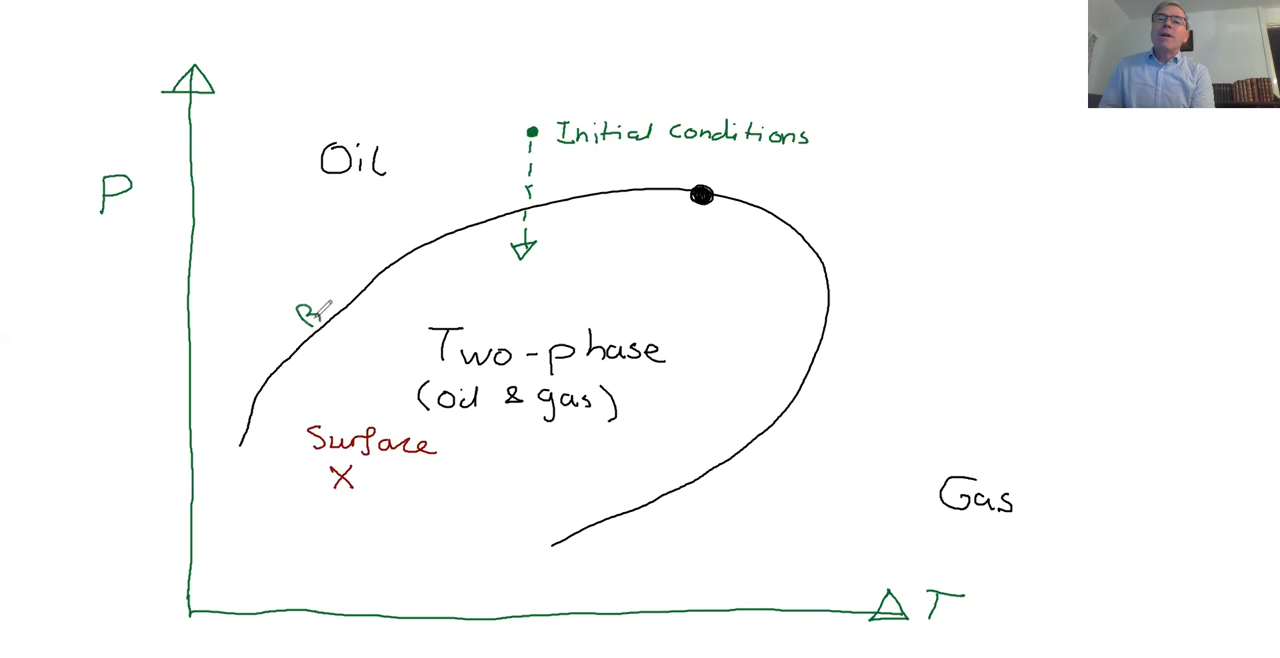 Oil
Initial conditions
P
Two-phase
(oil & gas)
Surface
X
Gas
T